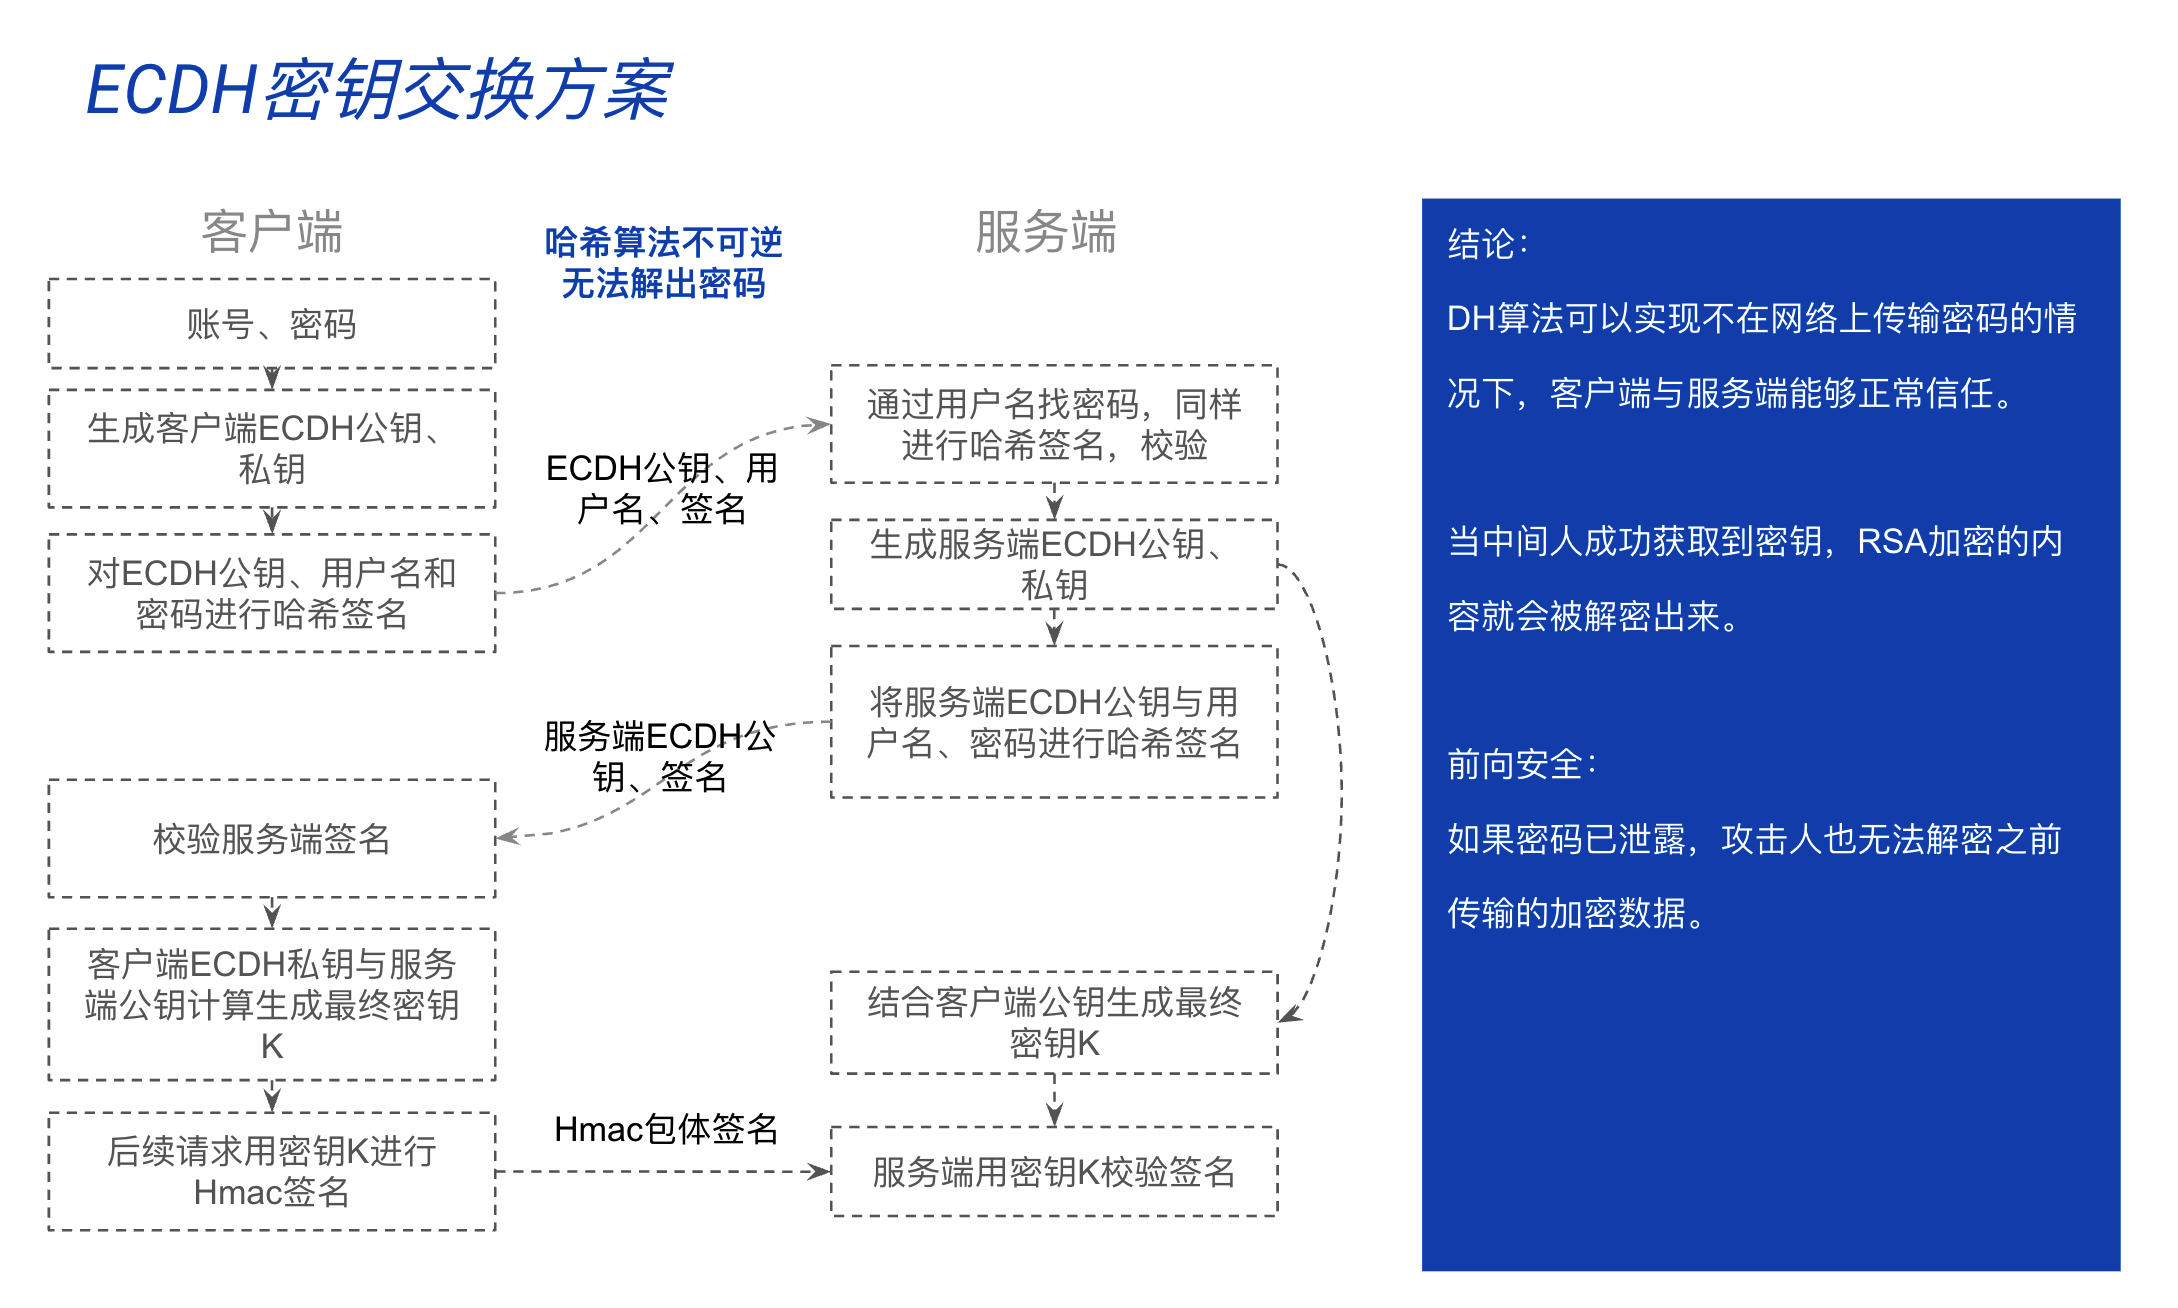 ECDH密钥交换方案
客户端
哈希算法不可逆
无法解出密码
服务端
账号、密码
生成客户端ECDH公钥、
私钥
对ECDH公钥、用户名和
密码进行哈希签名
ECDH公钥、用
户名、签名
通过用户名找密码，同样
进行哈希签名，校验
生成服务端ECDH公钥、
私钥
将服务端ECDH公钥与用
户名、密码进行哈希签名
服务端ECDH公
钥、签名
校验服务端签名
客户端ECDH私钥与服务
端公钥计算生成最终密钥
K
后续请求用密钥K进行
Hmac签名
Hmac包体签名
结合客户端公钥生成最终
密钥K
服务端用密钥K校验签名
结论：
DH算法可以实现不在网络上传输密码的情
况下，客户端与服务端能够正常信任。
当中间人成功获取到密钥，RSA加密的内
容就会被解密出来。
前向安全：
如果密码已泄露，攻击人也无法解密之前
传输的加密数据。